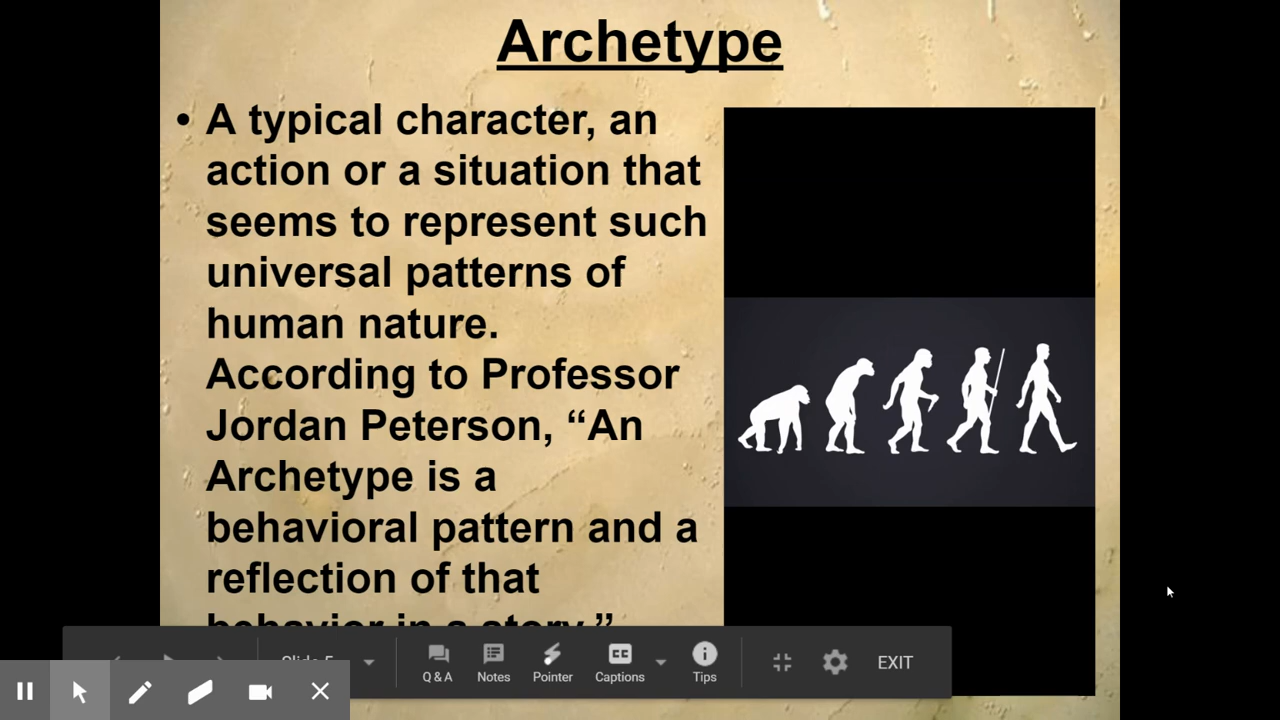 Archetype
• A typical character, an
action or a situation that
seems to represent such
universal patterns of
human nature.
According to Professor
Jordan Peterson, “An
Archetype is a
behavioral pattern and a
reflection of that
behavior in a story.”
Slide 5
Q & A Notes Pointer CC Captions Tips EXIT